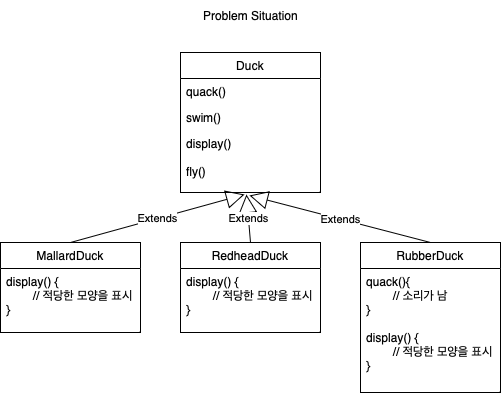 Problem Situation
Duck
quack()
swim()
display()
fly()
Extends
Extends
Extends
MallardDuck
display() {
// 적당한 모양을 표시
}
RedheadDuck
display() {
// 적당한 모양을 표시
}
RubberDuck
quack(){
// 소리가 남
}
display() {
// 적당한 모양을 표시
}